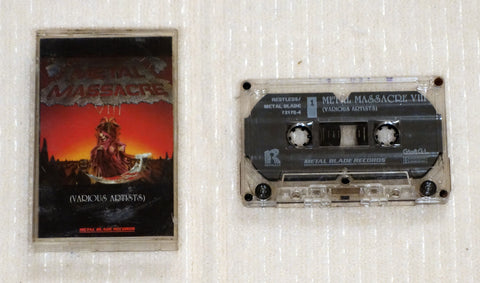 METAL
MASSACRE
VIII
(VARIOUS ARTISTS)
METAL BLADE RECORDS
RESTLESS/
METAL BLADE
1
METAL MASSACRE VIII
(VARIOUS ARTISTS)
R
METAL BLADE RECORDS